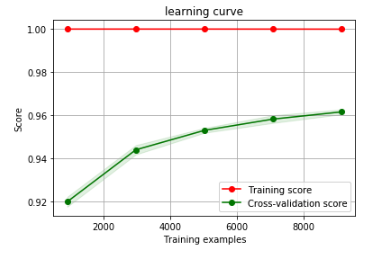 learning curve
1.00
0.98
0.96
0.94
0.92
Score
Training score
Cross-validation score
2000
4000
6000
8000
Training examples